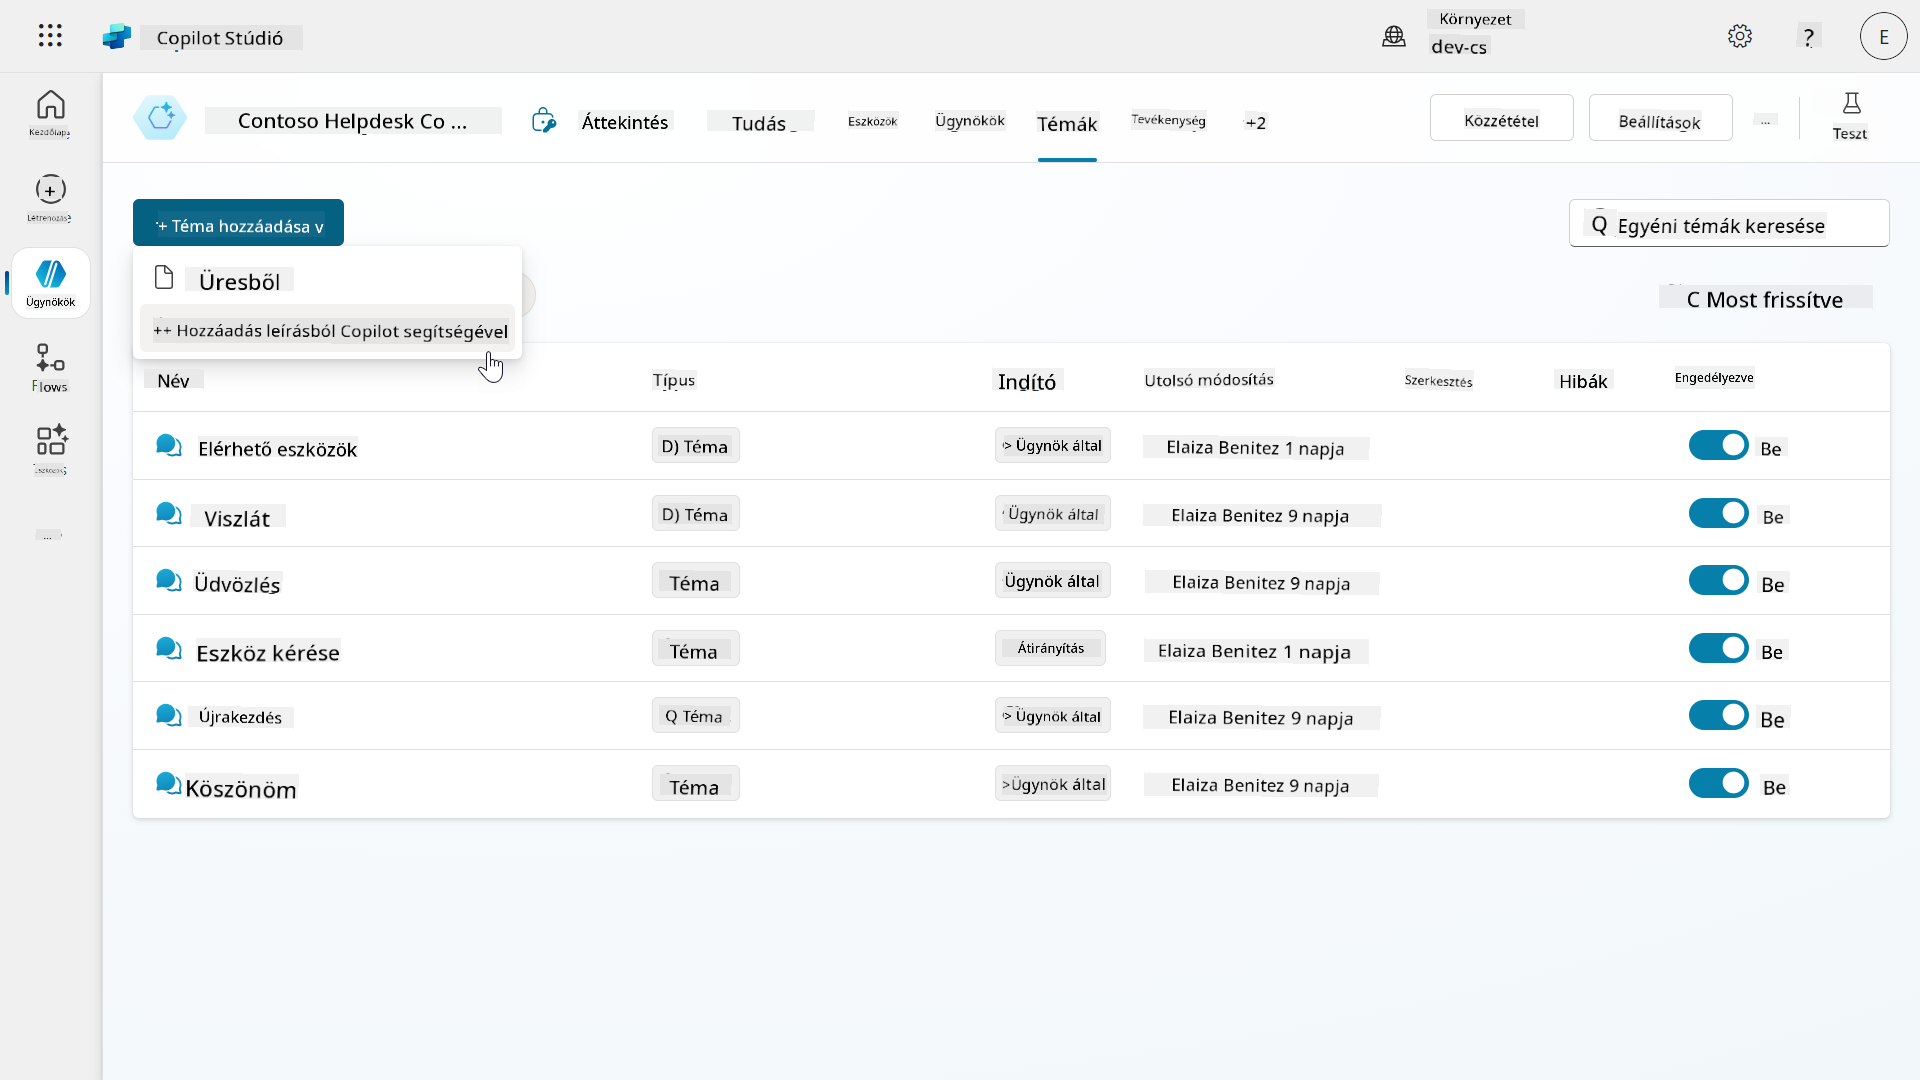 Copilot Stúdió
Környezet
dev-cs
?
E
Kezdőlap
Contoso Helpdesk Co ...
Áttekintés
Tudás
Eszközök
Ügynökök
Témák
Tevékenység
+2
Közzététel
Beállítások
...
Teszt
+ Téma hozzáadása v
Q Egyéni témák keresése
Üresből
++ Hozzáadás leírásból Copilot segítségével
C Most frissítve
Ügynökök
Flows
...
Név
Típus
Indító
Utolsó módosítás
Szerkesztés
Hibák
Engedélyezve
Elérhető eszközök
D) Téma
> Ügynök által
Elaiza Benitez 1 napja
Be
Viszlát
D) Téma
Ügynök által
Elaiza Benitez 9 napja
Be
Üdvözlés
Téma
Ügynök által
Elaiza Benitez 9 napja
Be
Eszköz kérése
Téma
Átirányítás
Elaiza Benitez 1 napja
Be
Újrakezdés
Q Téma
> Ügynök által
Elaiza Benitez 9 napja
Be
Köszönöm
Téma
>Ügynök által
Elaiza Benitez 9 napja
Be